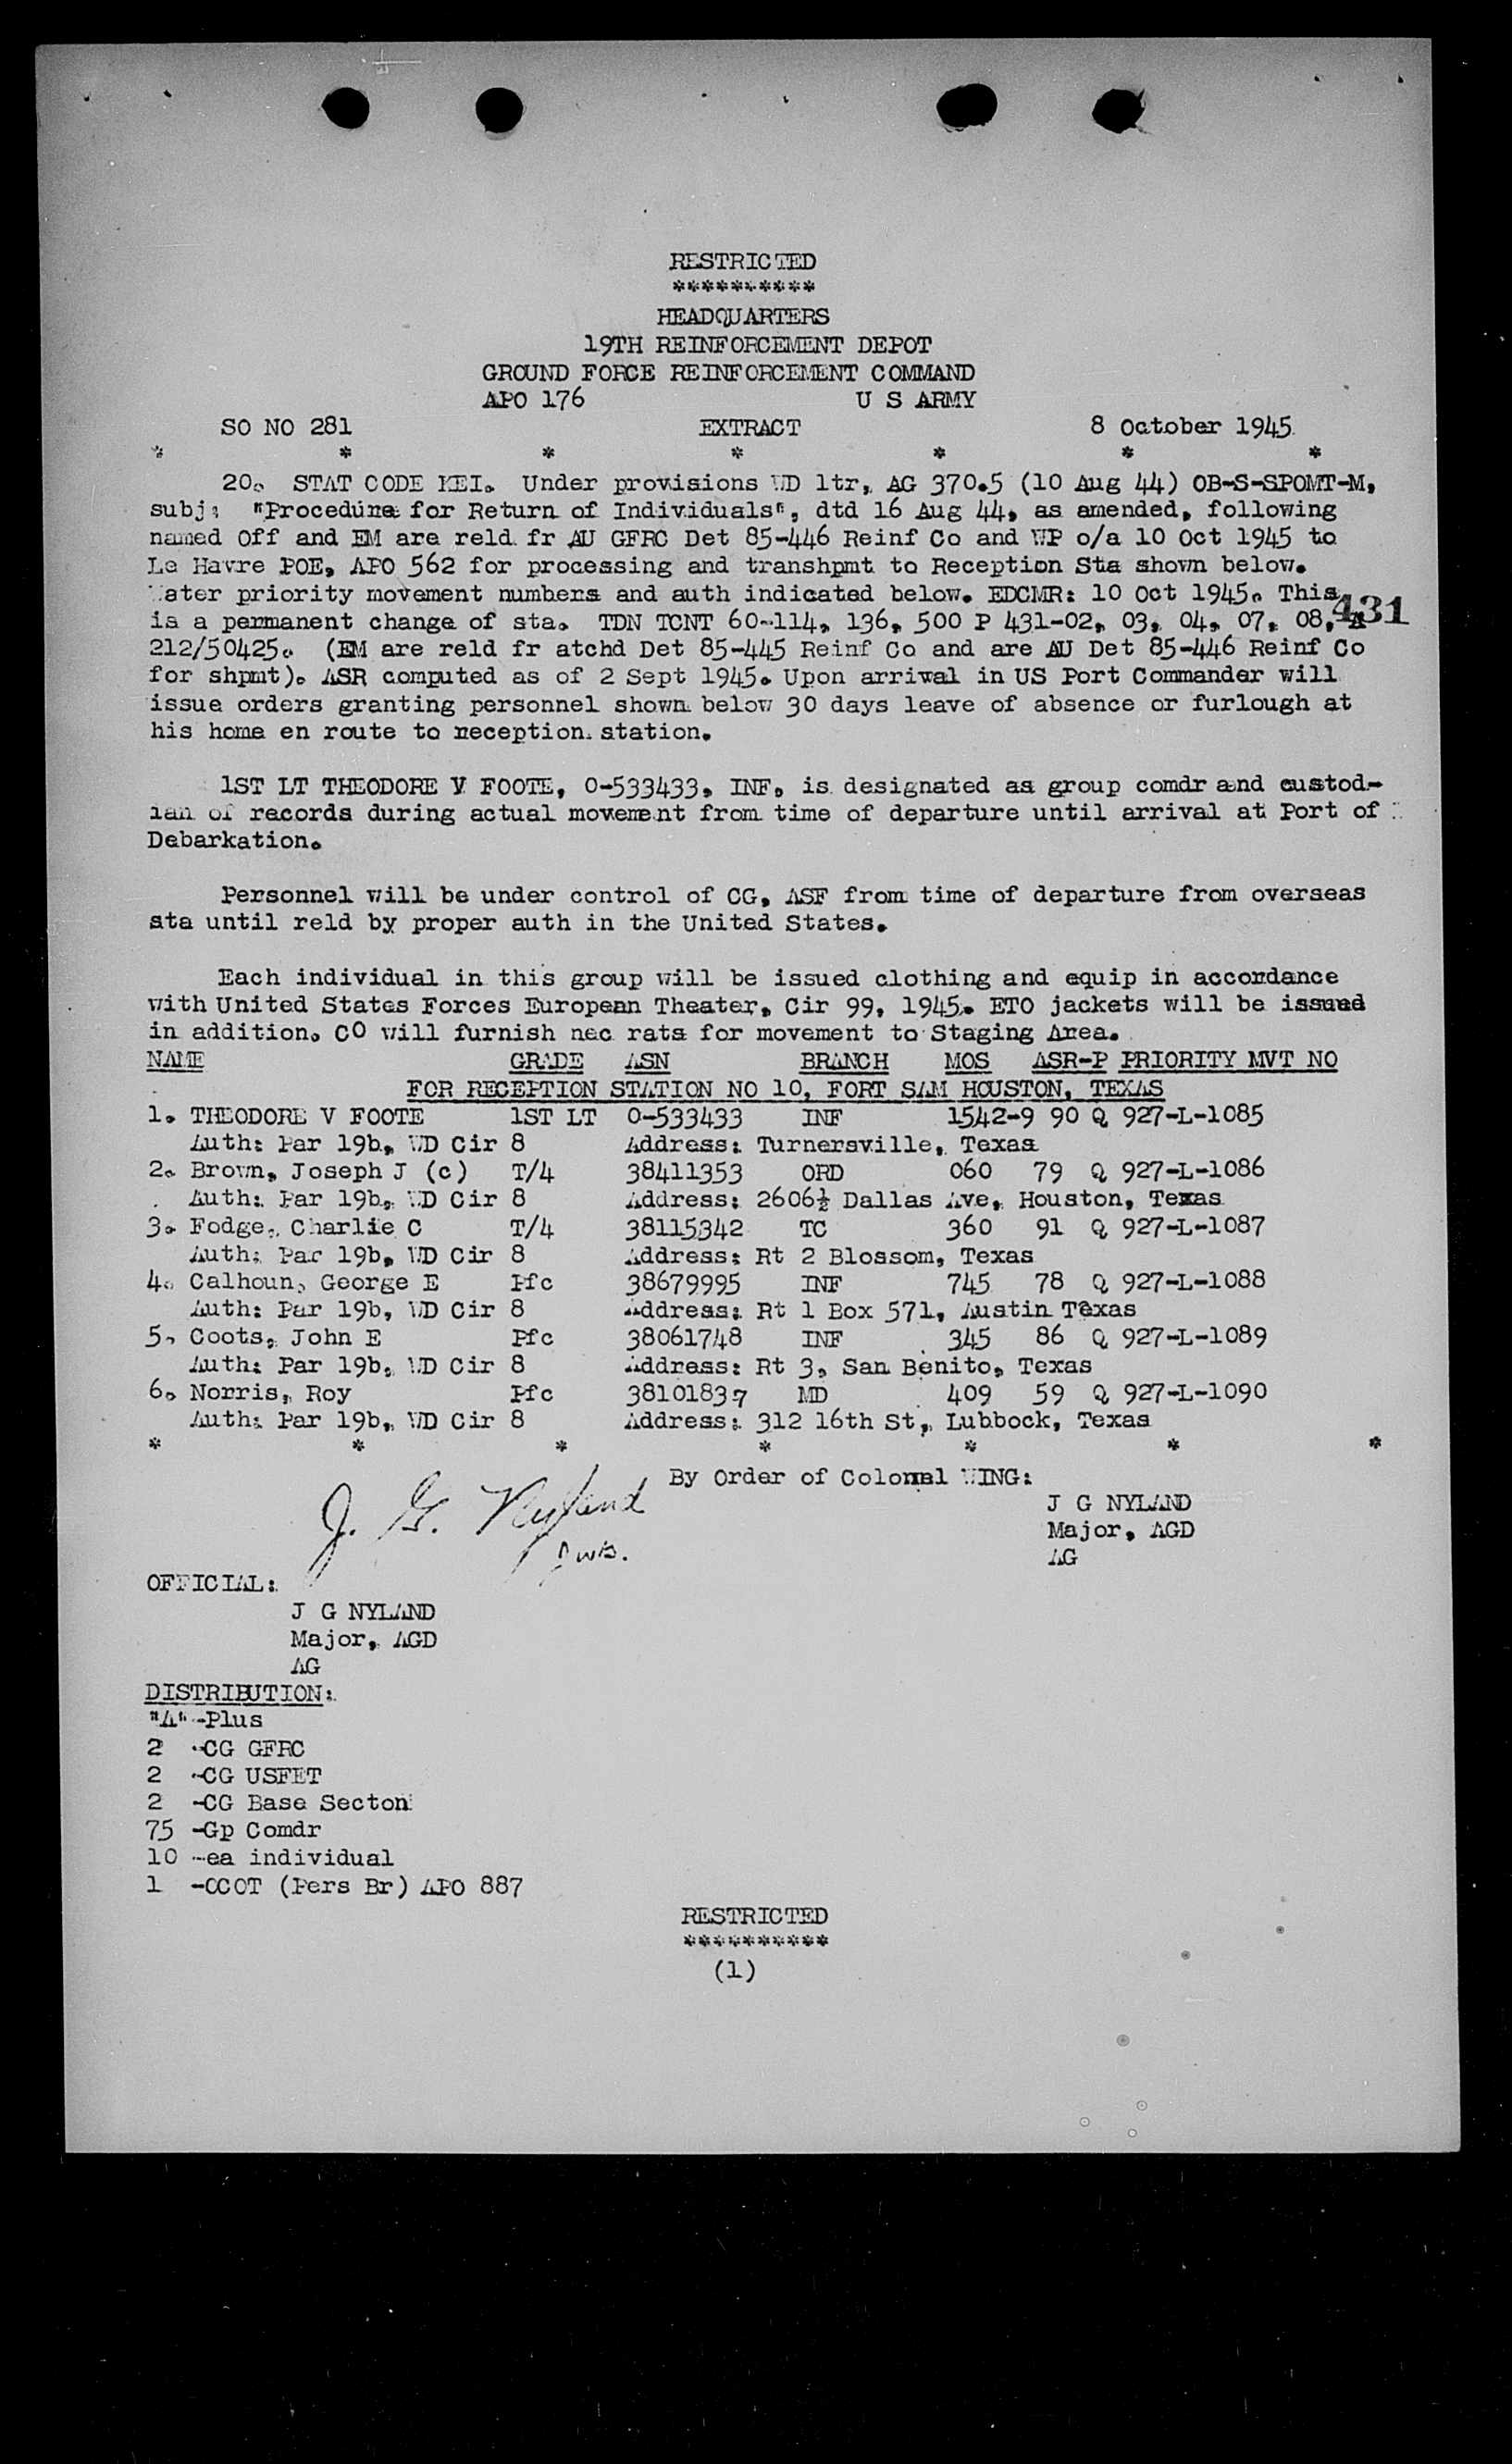 RESTRICTED
**********
HEADQUARTERS
19TH REINFORCEMENT DEPOT
GROUND FORCE REINFORCEMENT COMMAND
APO 176 U S ARMY
SO NO 281 EXTRACT 8 October 1945
* * * * * * *
20. STAT CODE KEI. Under provisions WD ltr, AG 370.5 (10 Aug 44) OB-S-SPOMT-M,
subj: "Procedure for Return of Individuals", dtd 16 Aug 44, as amended, following
named Off and EM are reld fr AU GFRC Det 85-446 Reinf Co and WP o/a 10 Oct 1945 to
Le Havre POE, APO 562 for processing and transhpmt to Reception Sta shown below.
Water priority movement numbers and auth indicated below. EDCMR: 10 Oct 1945. This
is a permanent change of sta. TDN TCNT 60-114, 136, 500 P 431-02, 03, 04, 07, 08,
431
212/50425. (EM are reld fr atchd Det 85-445 Reinf Co and are AU Det 85-446 Reinf Co
for shpmt). ASR computed as of 2 Sept 1945. Upon arrival in US Port Commander will
issue orders granting personnel shown below 30 days leave of absence or furlough at
his home en route to reception station.
1ST LT THEODORE V FOOTE, O-533433, INF, is designated as group comdr and custod-
ian of records during actual movement from time of departure until arrival at Port of
Debarkation.
Personnel will be under control of CG, ASF from time of departure from overseas
sta until reld by proper auth in the United States.
Each individual in this group will be issued clothing and equip in accordance
with United States Forces European Theater, Cir 99, 1945. ETO jackets will be issued
in addition. CO will furnish nec rats for movement to Staging Area.
NAME GRADE ASN BRANCH MOS ASR-P PRIORITY MVT NO
FOR RECEPTION STATION NO 10, FORT SAM HOUSTON, TEXAS
1. THEODORE V FOOTE 1ST LT O-533433 INF 1542-9 90 Q 927-L-1085
Auth: Par 19b, WD Cir 8 Address: Turnersville, Texas
2. Brown, Joseph J (c) T/4 38411353 ORD 060 79 Q 927-L-1086
Auth: Par 19b, WD Cir 8 Address: 2606½ Dallas Ave, Houston, Texas
3. Fodge, Charlie C T/4 38115342 TC 360 91 Q 927-L-1087
Auth: Par 19b, WD Cir 8 Address: Rt 2 Blossom, Texas
4. Calhoun, George E Pfc 38679995 INF 745 78 Q 927-L-1088
Auth: Par 19b, WD Cir 8 Address: Rt 1 Box 571, Austin Texas
5. Coots, John E Pfc 38061748 INF 345 86 Q 927-L-1089
Auth: Par 19b, WD Cir 8 Address: Rt 3, San Benito, Texas
6. Norris, Roy Pfc 38101837 MD 409 59 Q 927-L-1090
Auth: Par 19b, WD Cir 8 Address: 312 16th St, Lubbock, Texas
* * * * * * *
By Order of Colonel WING:
J. G. Nyland
J G NYLAND
Major, AGD
AG
OFFICIAL:
J G NYLAND
Major, AGD
AG
DISTRIBUTION:
"A"-Plus
2 -CG GFRC
2 -CG USFET
2 -CG Base Secton
75 -Gp Comdr
10 -ea individual
1 -CCOT (Pers Br) APO 887
RESTRICTED
**********
(1)